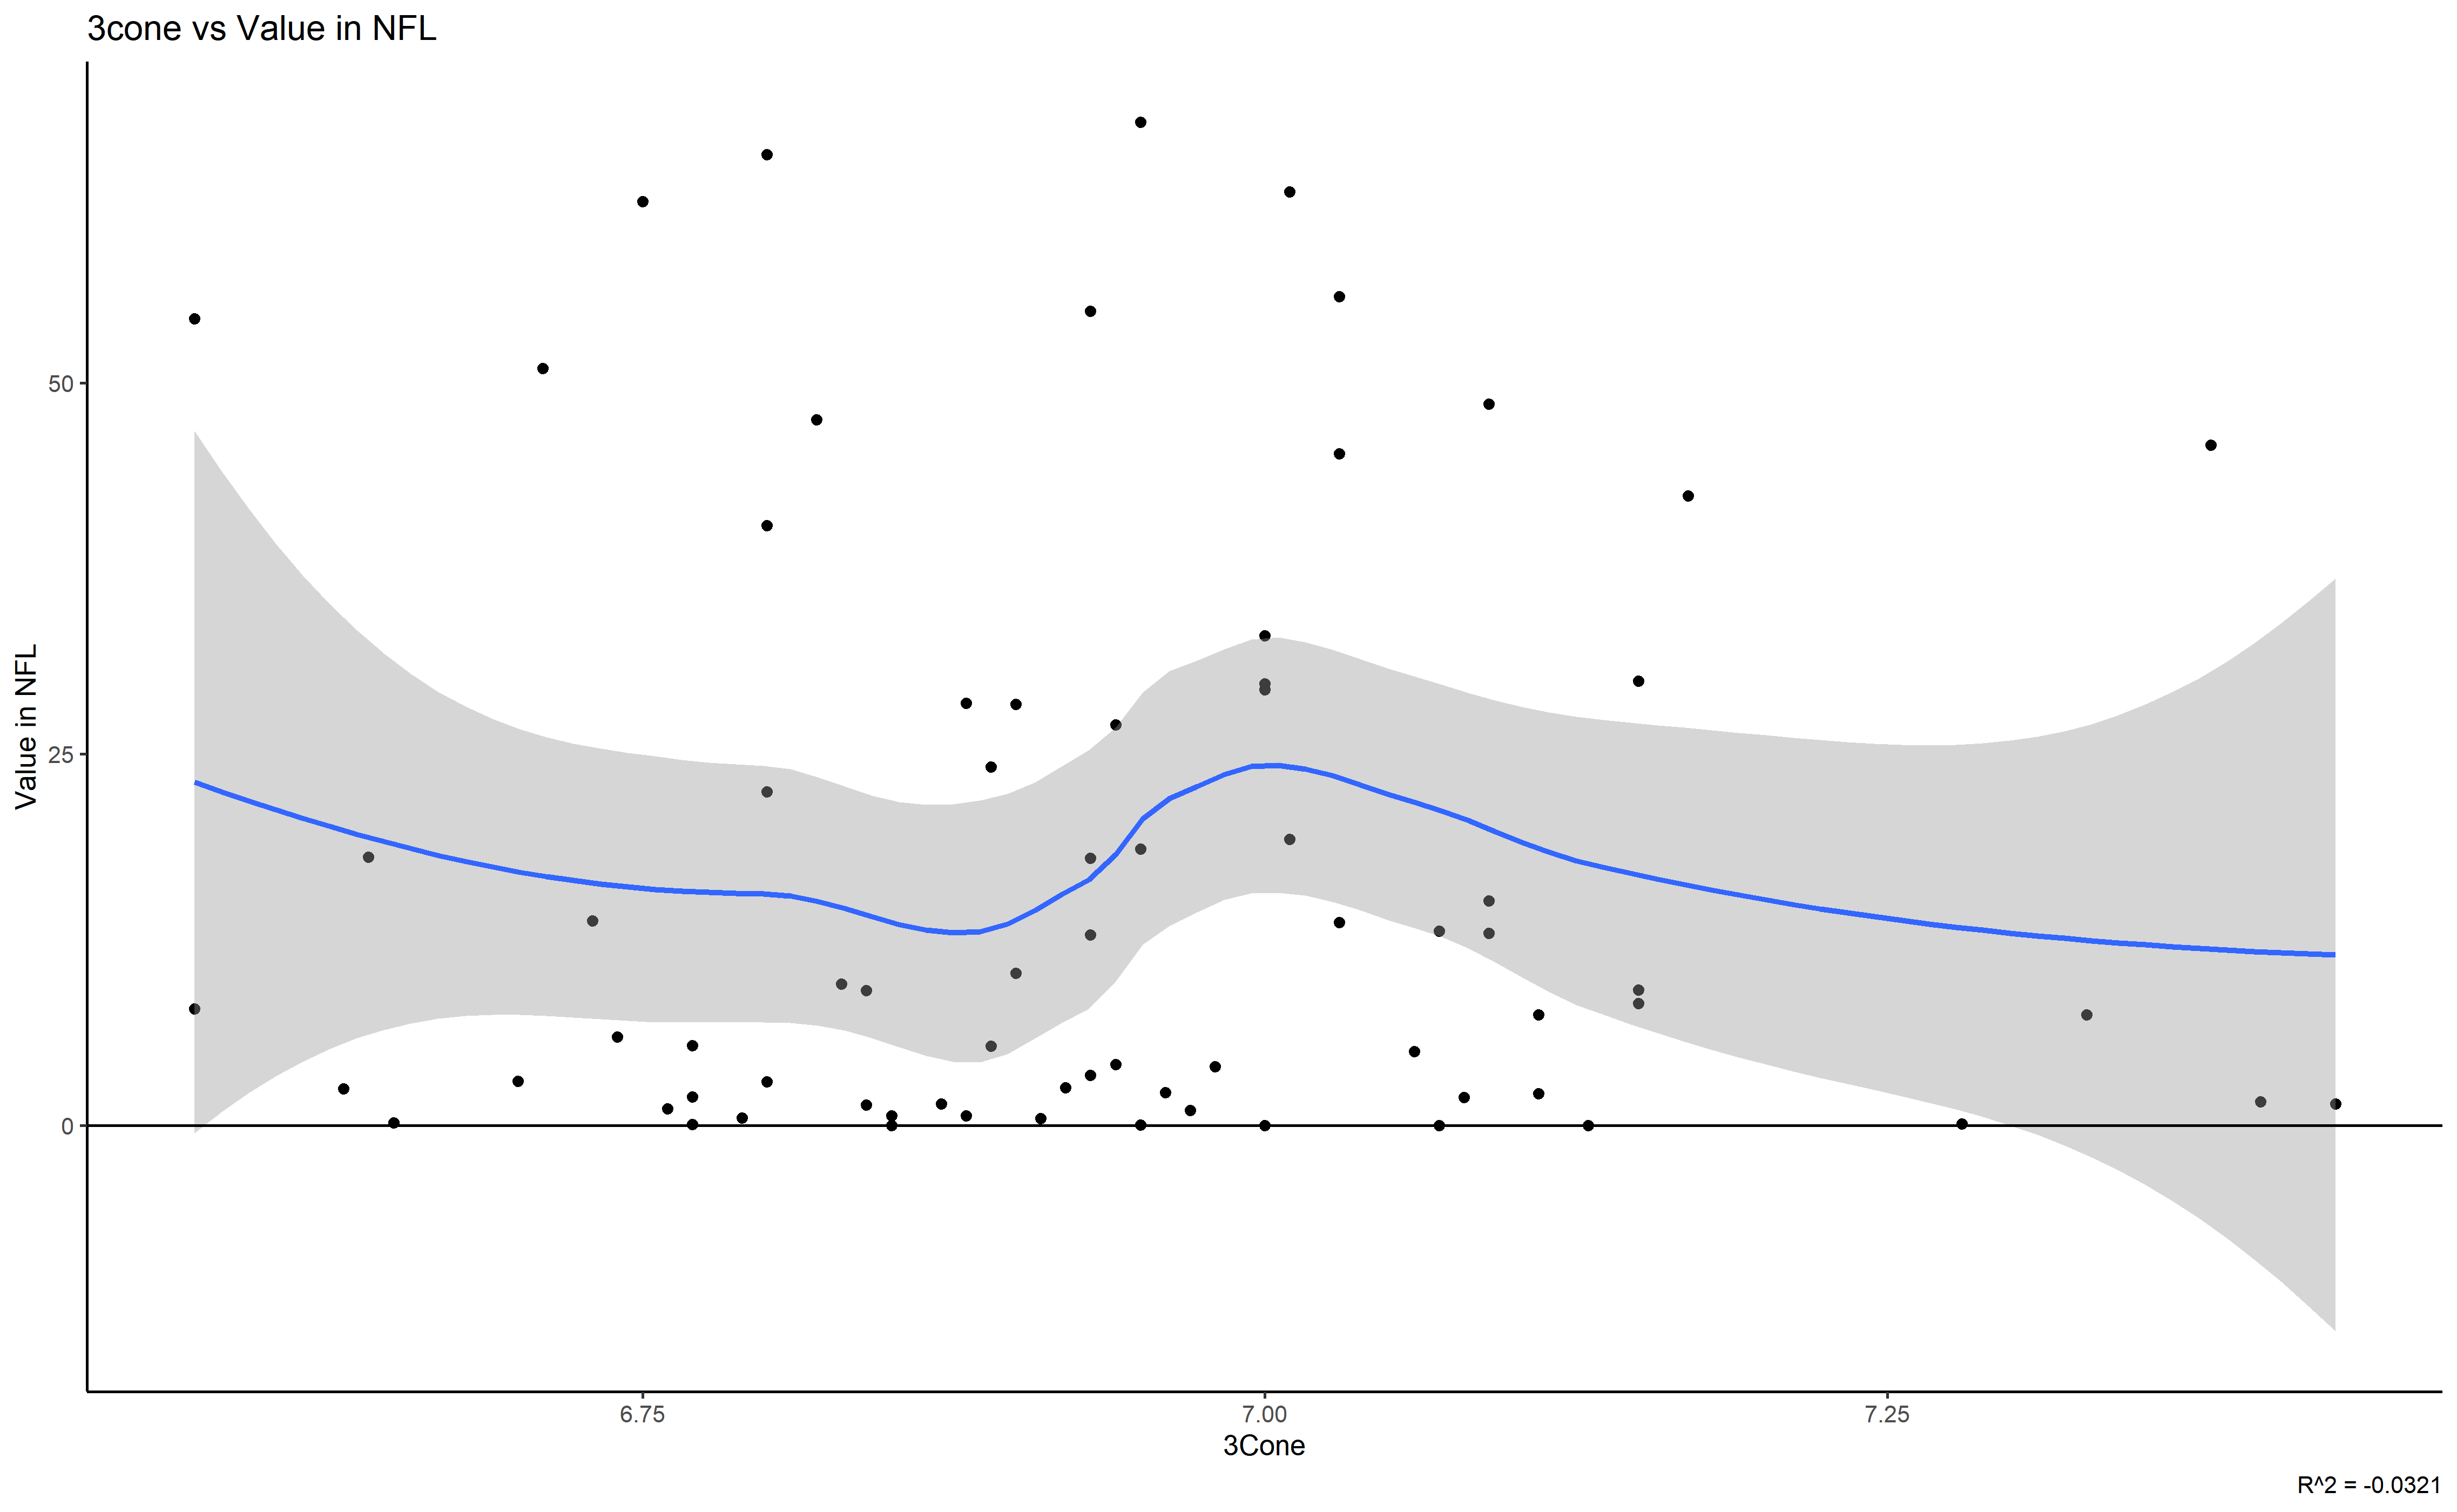 3cone vs Value in NFL
Value in NFL
50
25
0
6.75
7.00
7.25
3Cone
R^2 = -0.0321